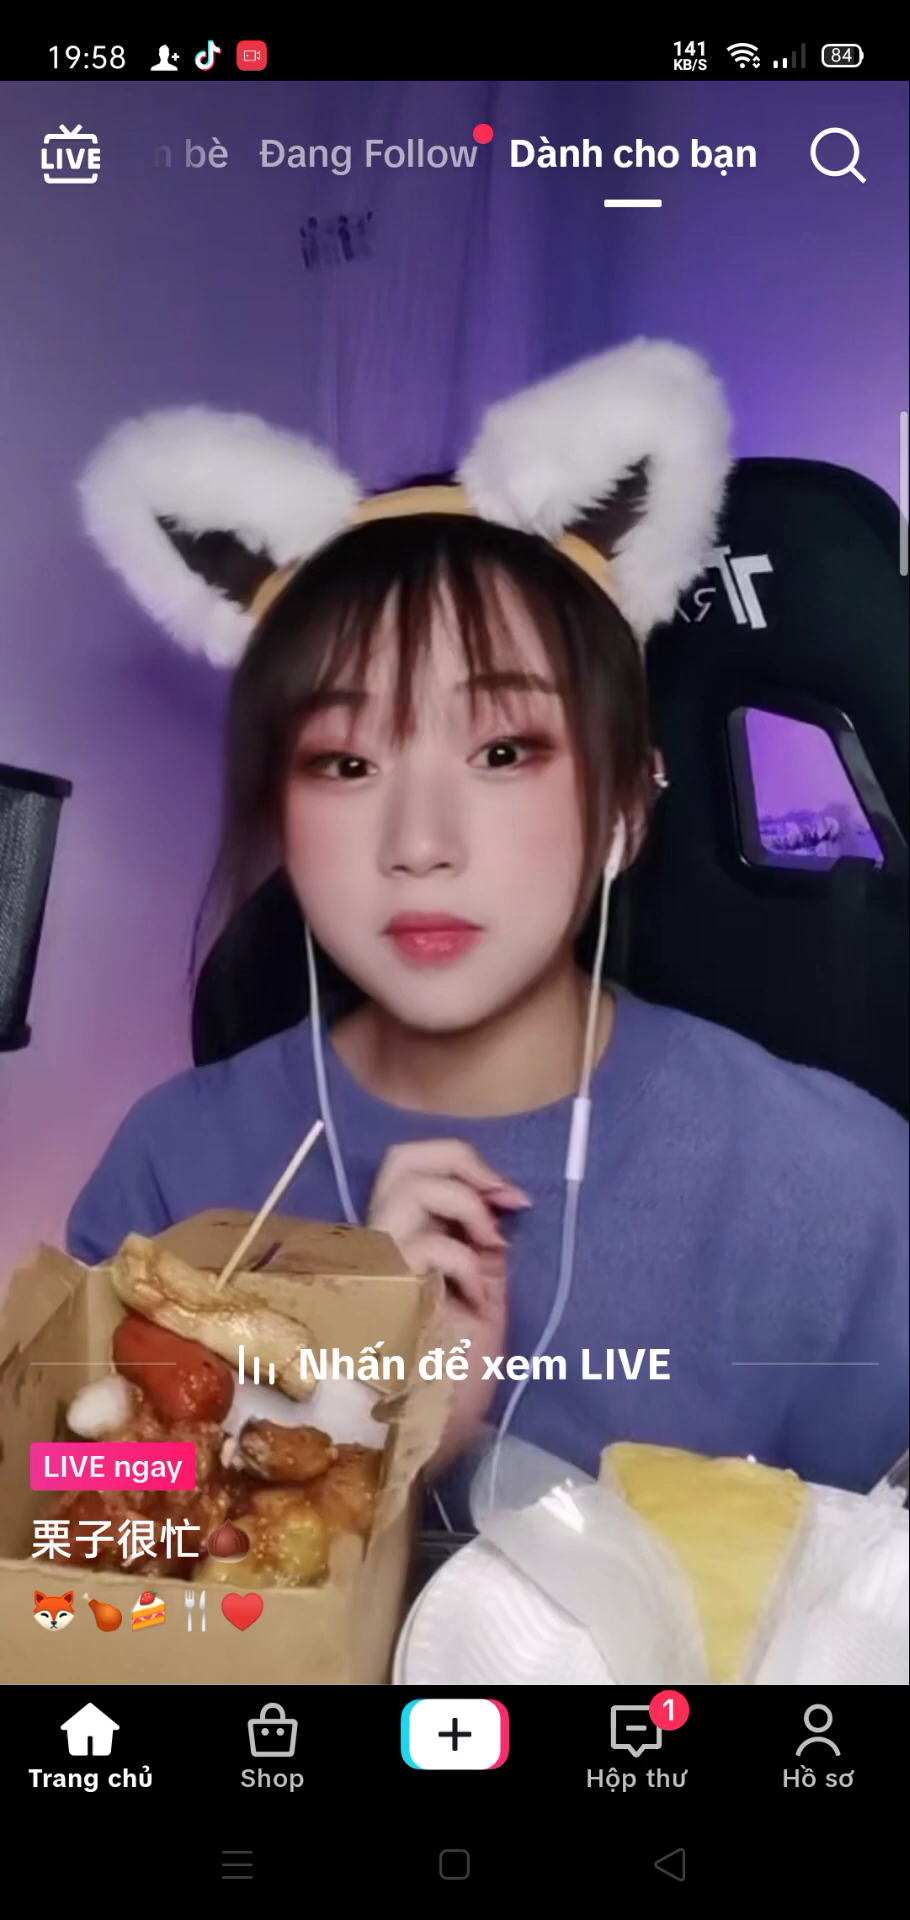 19:58
141
KB/S
84
LIVE
n bè Đang Follow Dành cho bạn
Nhấn để xem LIVE
LIVE ngay
栗子很忙🌰
🦊🍗🍰🍴♥️
1
Trang chủ Shop Hộp thư Hồ sơ